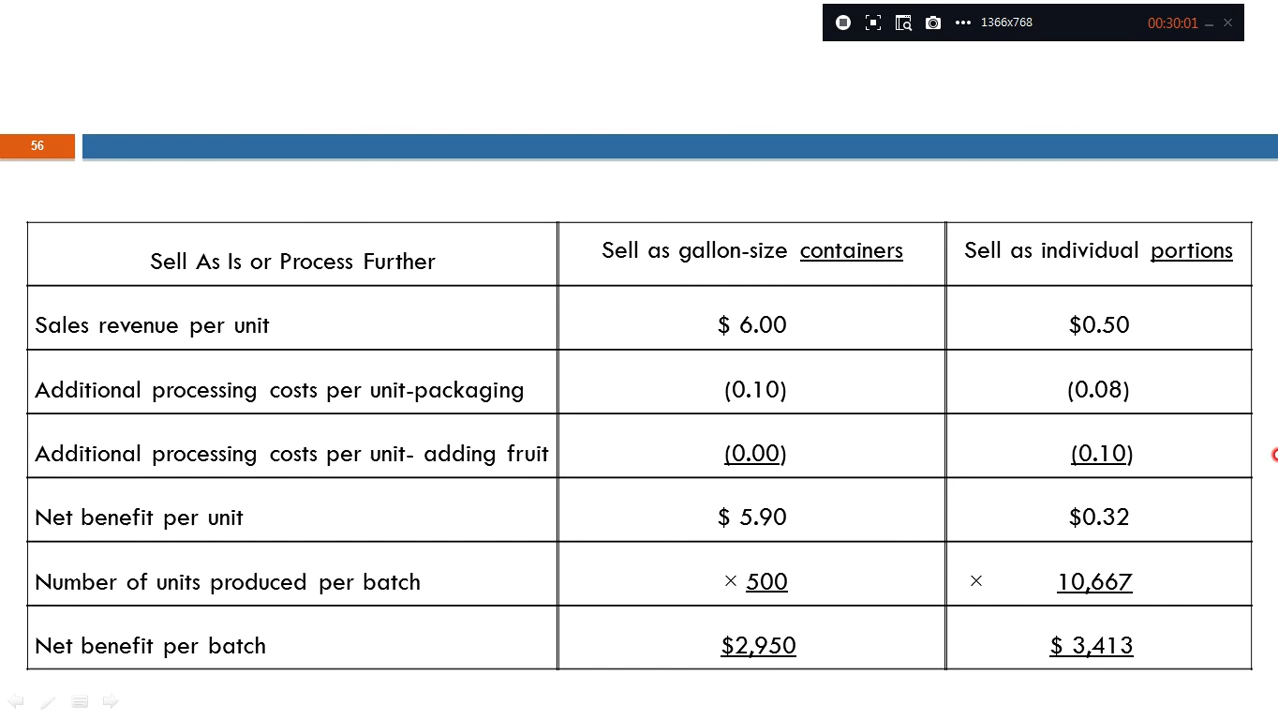 1366x768 00:30:01
56
Sell As Is or Process Further Sell as gallon-size containers Sell as individual portions
Sales revenue per unit $ 6.00 $0.50
Additional processing costs per unit-packaging (0.10) (0.08)
Additional processing costs per unit- adding fruit (0.00) (0.10)
Net benefit per unit $ 5.90 $0.32
Number of units produced per batch × 500 × 10,667
Net benefit per batch $2,950 $ 3,413